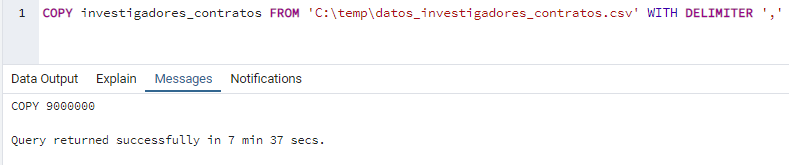 1 COPY investigadores_contratos FROM 'C:\temp\datos_investigadores_contratos.csv' WITH DELIMITER ','
Data Output Explain Messages Notifications
COPY 9000000
Query returned successfully in 7 min 37 secs.